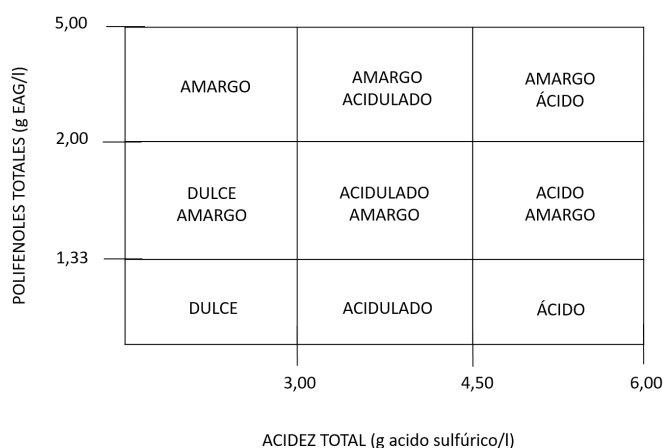 5,00
POLIFENOLES TOTALES (g EAG/l)
AMARGO
AMARGO
ACIDULADO
AMARGO
ÁCIDO
2,00
DULCE
AMARGO
ACIDULADO
AMARGO
ACIDO
AMARGO
1,33
DULCE
ACIDULADO
ÁCIDO
3,00
4,50
6,00
ACIDEZ TOTAL (g acido sulfúrico/l)